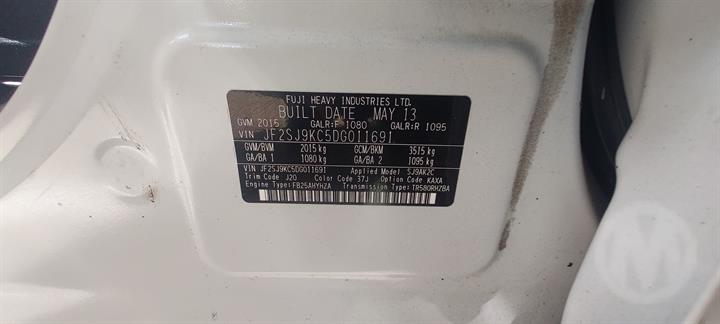 FUJI HEAVY INDUSTRIES LTD.
BUILT DATE MAY 13
GVM 2015 GALR:F 1080 GALR:R 1095
VIN JF2SJ9KC5DG011691
GVM/BVM 2015 kg GCM/BKM 3515 kg
GA/BA 1 1080 kg GA/BA 2 1095 kg
VIN JF2SJ9KC5DG011691 Applied Model SJ9AK2C
Trim Code J20 Color Code 37J Option Code KAXA
Engine Type: FB25AHYHZA Transmission Type: TR580RHZBA
M